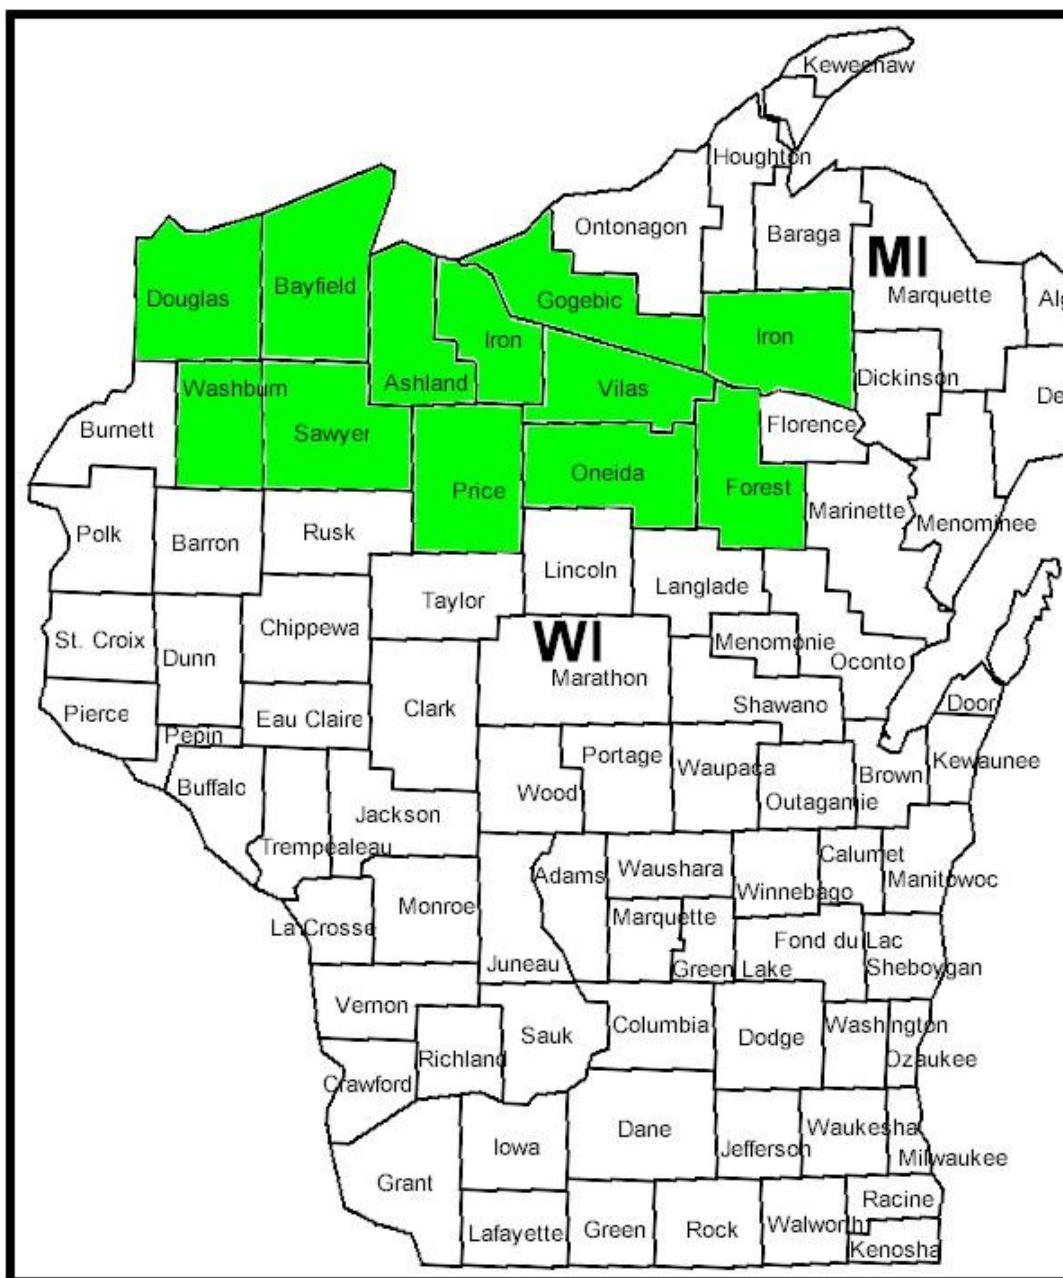 Keweenaw
Houghton
Ontonagon
Baraga
MI
Marquette
Alg
Douglas
Bayfield
Gogebic
Iron
Iron
Ashland
Vilas
Dickinson
De
Washburn
Burnett
Sawyer
Florence
Price
Oneida
Forest
Marinette
Menominee
Polk
Barron
Rusk
Lincoln
Langlade
Taylor
St. Croix
Dunn
Chippewa
WI
Menomonie
Oconto
Marathon
Pierce
Eau Claire
Clark
Shawano
Door
Pepin
Buffalo
Portage
Waupaca
Brown
Kewaunee
Wood
Outagamie
Jackson
Trempealeau
Adams
Waushara
Calumet
Winnebago
Manitowoc
La Crosse
Monroe
Marquette
Fond du Lac
Juneau
Green Lake
Sheboygan
Vernon
Sauk
Columbia
Dodge
Washington
Ozaukee
Richland
Crawford
Iowa
Dane
Jefferson
Waukesha
Milwaukee
Grant
Lafayette
Green
Rock
Walworth
Racine
Kenosha